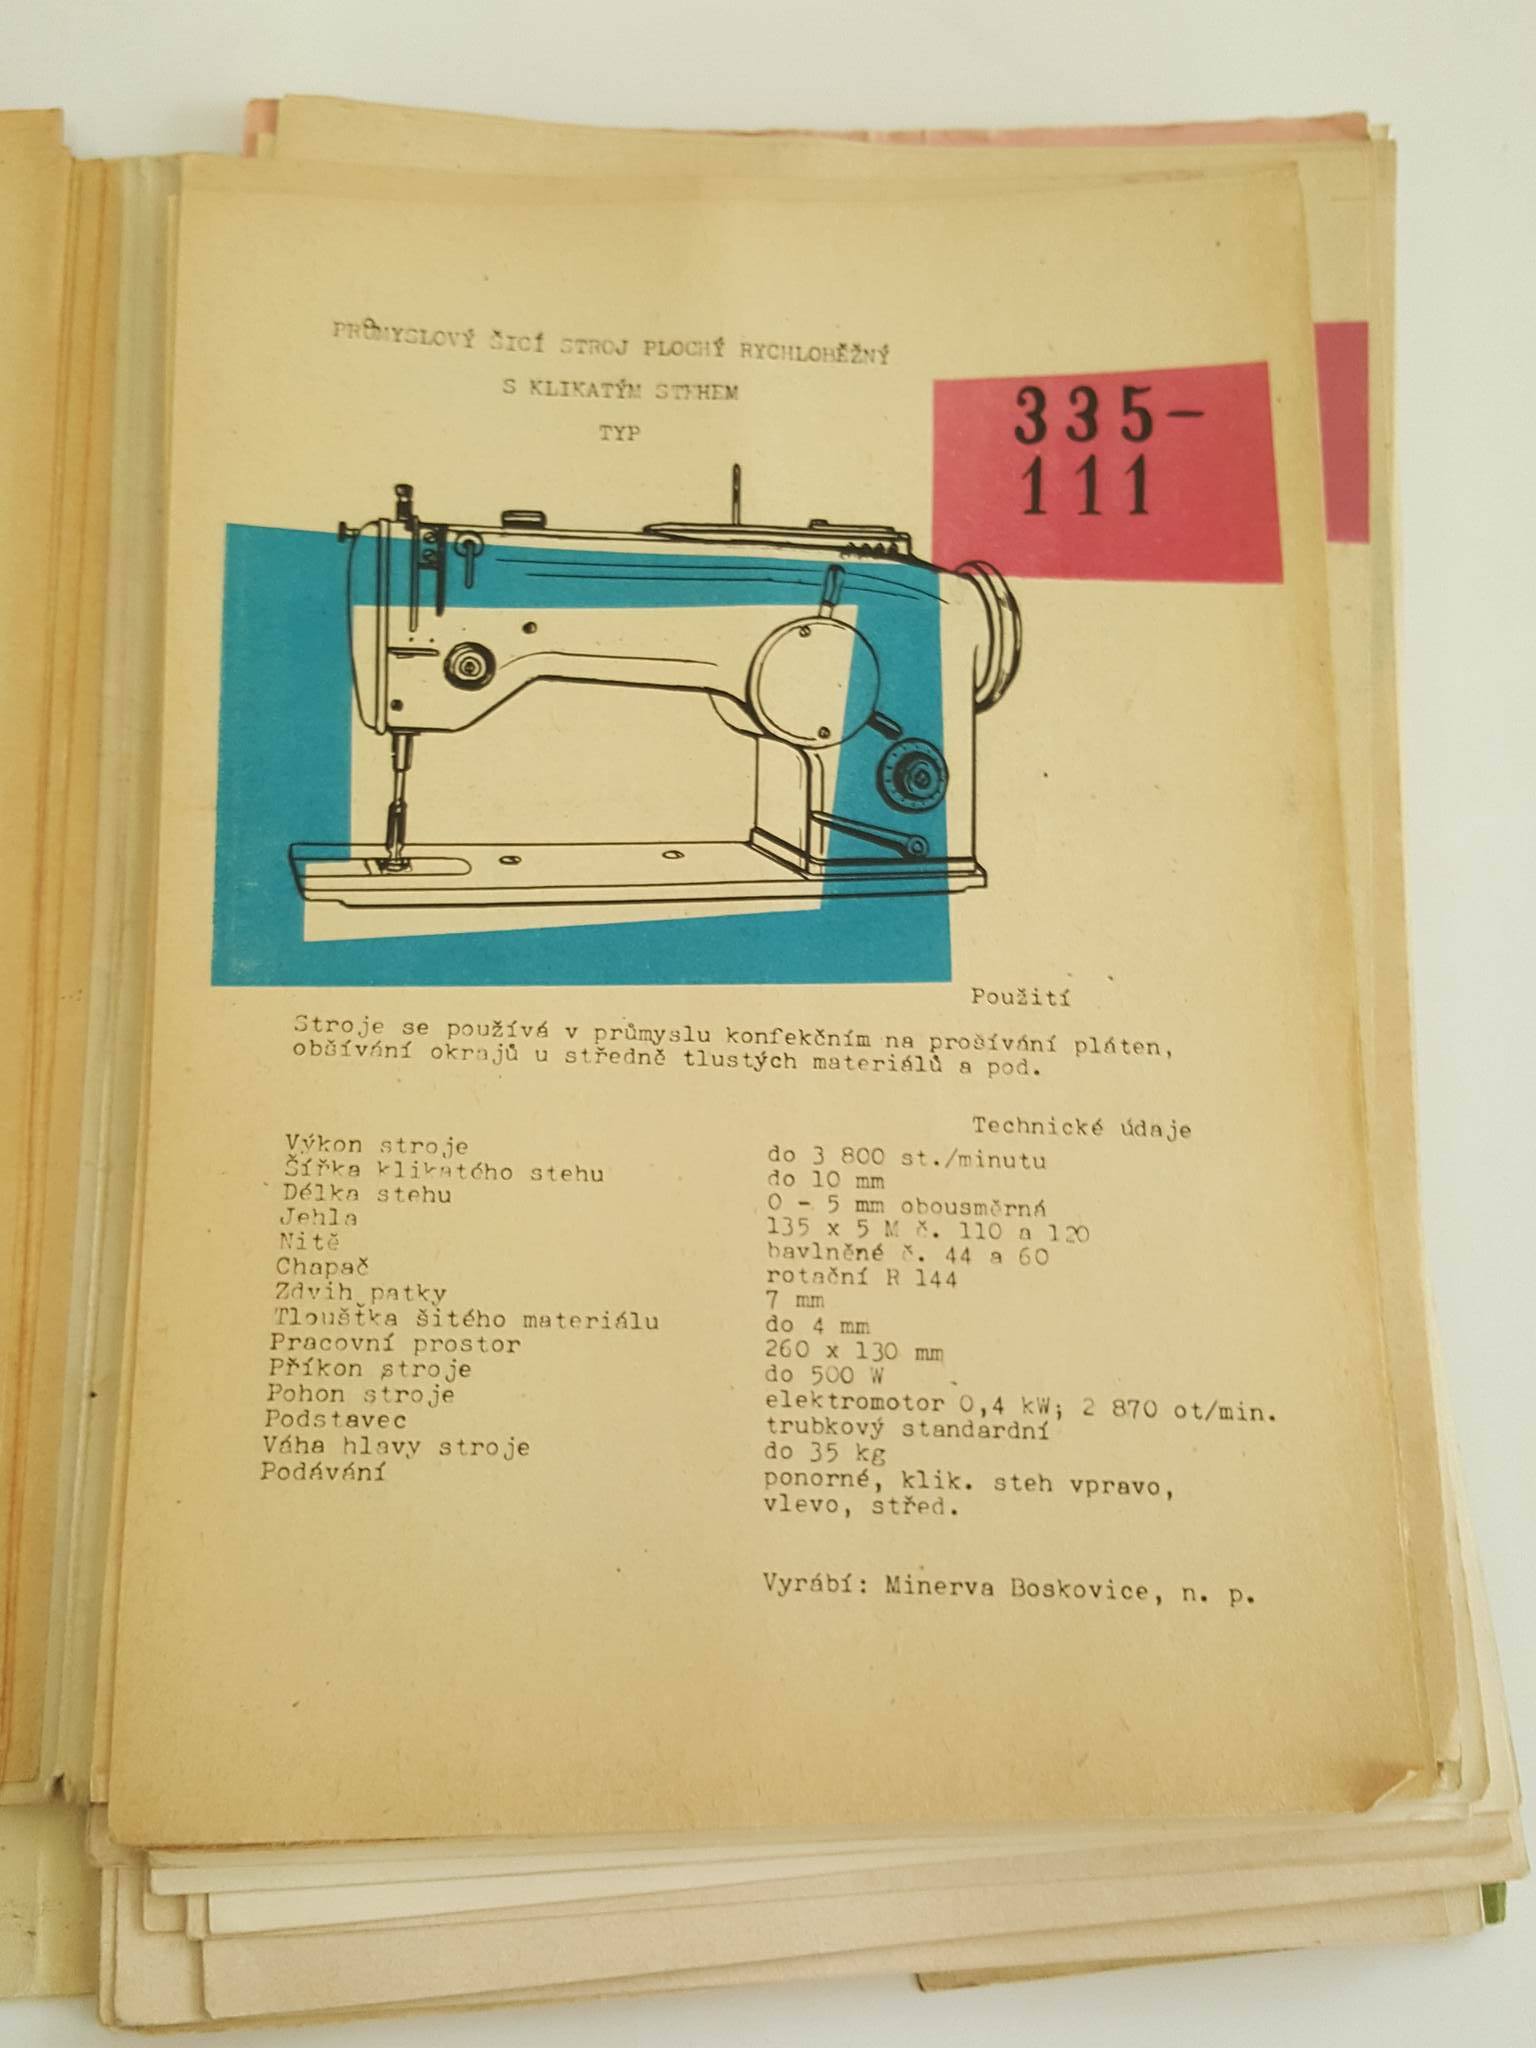 PRŮMYSLOVÝ ŠICÍ STROJ PLOCHÝ RYCHLOBĚŽNÝ
S KLIKATÝM STEHEM
TYP
335-
111
Použití
Stroje se používá v průmyslu konfekčním na prošívání pláten,
obšívání okrajů u středně tlustých materiálů a pod.
Technické údaje
Výkon stroje do 3 800 st./minutu
Šířka klikatého stehu do 10 mm
Délka stehu 0 - 5 mm obousměrná
Jehla 135 x 5 M č. 110 a 120
Nitě bavlněné č. 44 a 60
Chapač rotační R 144
Zdvih patky 7 mm
Tloušťka šitého materiálu do 4 mm
Pracovní prostor 260 x 130 mm
Příkon stroje do 500 W
Pohon stroje elektromotor 0,4 kW; 2 870 ot/min.
Podstavec trubkový standardní
Váha hlavy stroje do 35 kg
Podávání ponorné, klik. steh vpravo,
vlevo, střed.
Vyrábí: Minerva Boskovice, n. p.